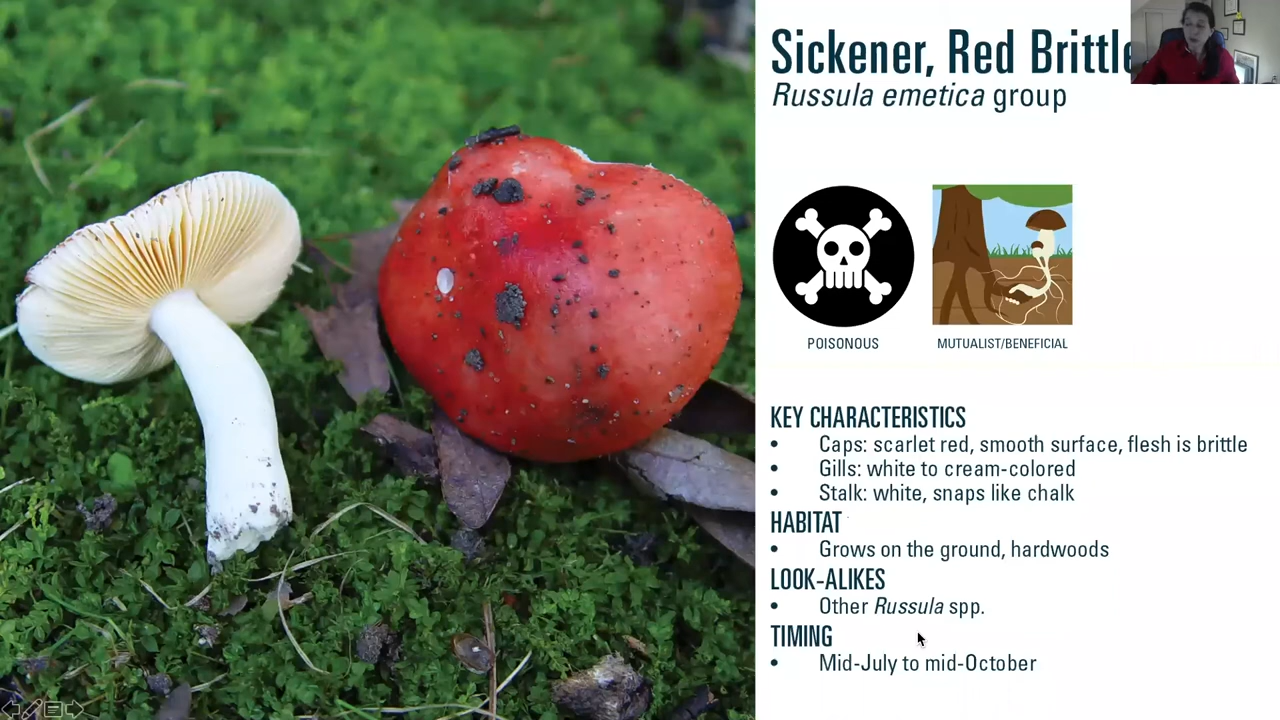 Sickener, Red Brittle
Russula emetica group
POISONOUS
MUTUALIST/BENEFICIAL
KEY CHARACTERISTICS
• Caps: scarlet red, smooth surface, flesh is brittle
• Gills: white to cream-colored
• Stalk: white, snaps like chalk
HABITAT
• Grows on the ground, hardwoods
LOOK-ALIKES
• Other Russula spp.
TIMING
• Mid-July to mid-October